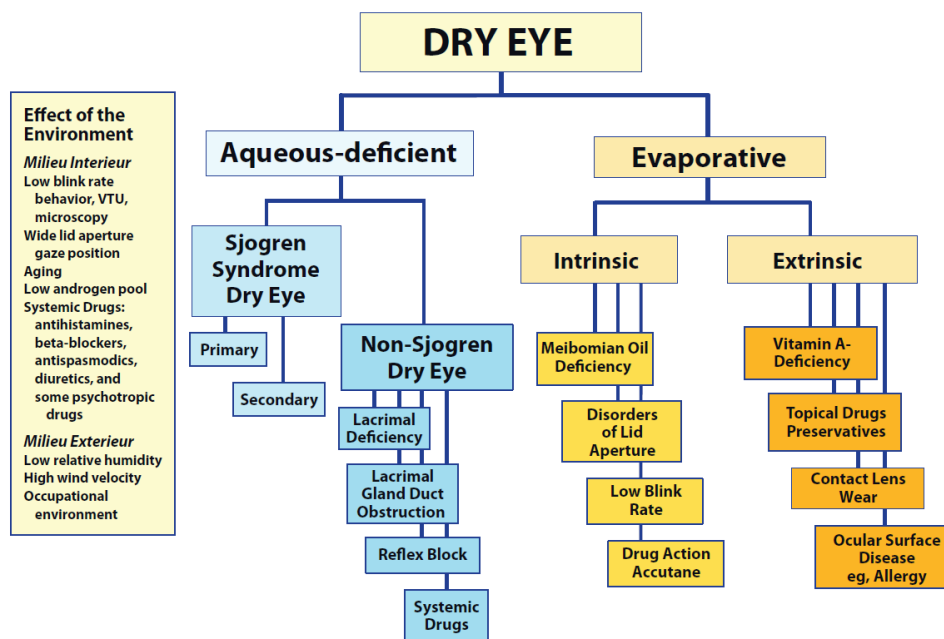 DRY EYE
Effect of the
Environment
Milieu Interieur
Low blink rate
behavior, VTU,
microscopy
Wide lid aperture
gaze position
Aging
Low androgen pool
Systemic Drugs:
antihistamines,
beta-blockers,
antispasmodics,
diuretics, and
some psychotropic
drugs
Milieu Exterieur
Low relative humidity
High wind velocity
Occupational
environment
Aqueous-deficient
Sjogren
Syndrome
Dry Eye
Primary
Secondary
Non-Sjogren
Dry Eye
Lacrimal
Deficiency
Lacrimal
Gland Duct
Obstruction
Reflex Block
Systemic
Drugs
Evaporative
Intrinsic
Meibomian Oil
Deficiency
Disorders
of Lid
Aperture
Low Blink
Rate
Drug Action
Accutane
Extrinsic
Vitamin A-
Deficiency
Topical Drugs
Preservatives
Contact Lens
Wear
Ocular Surface
Disease
eg, Allergy